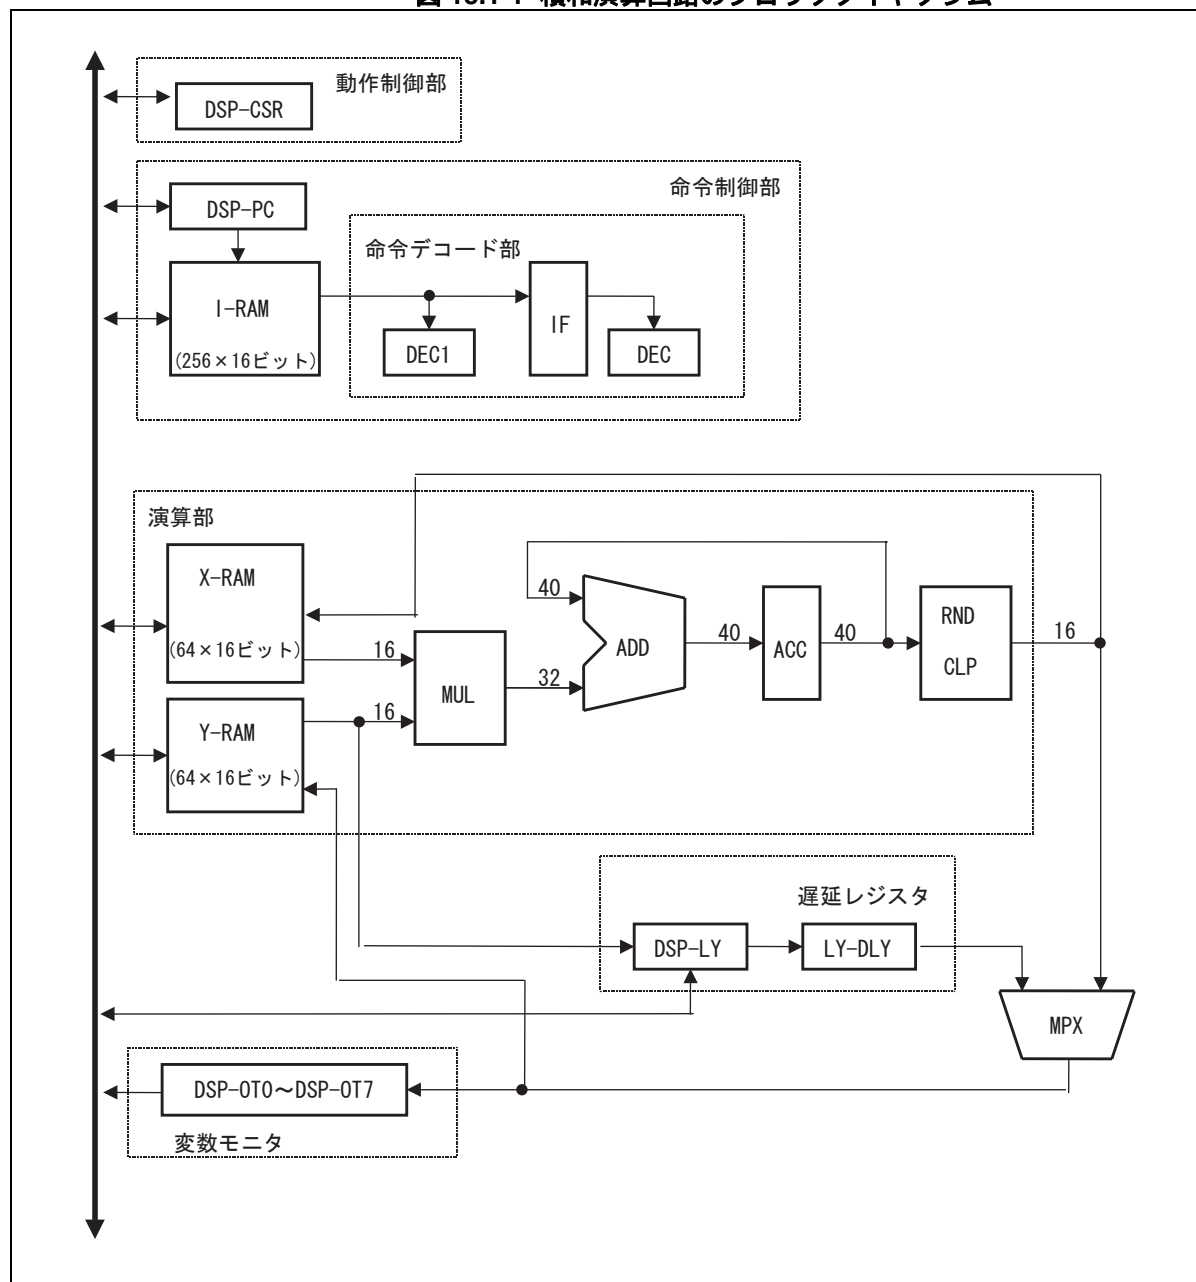 動作制御部
DSP-CSR
命令制御部
DSP-PC
命令デコード部
I-RAM
(256×16ビット)
IF
DEC1
DEC
演算部
X-RAM
(64×16ビット)
40
ADD
40
ACC
40
RND
CLP
16
16
MUL
32
Y-RAM
(64×16ビット)
16
遅延レジスタ
DSP-LY
LY-DLY
MPX
DSP-OT0～DSP-OT7
変数モニタ